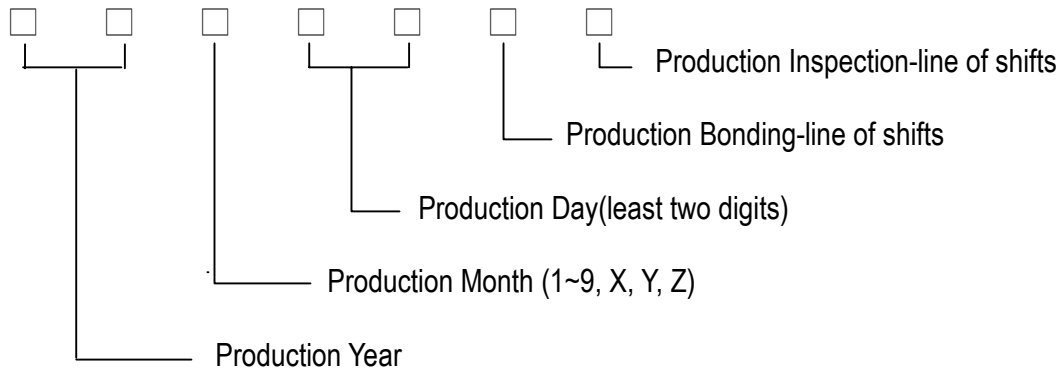 Production Inspection-line of shifts
Production Bonding-line of shifts
Production Day(least two digits)
Production Month (1~9, X, Y, Z)
Production Year